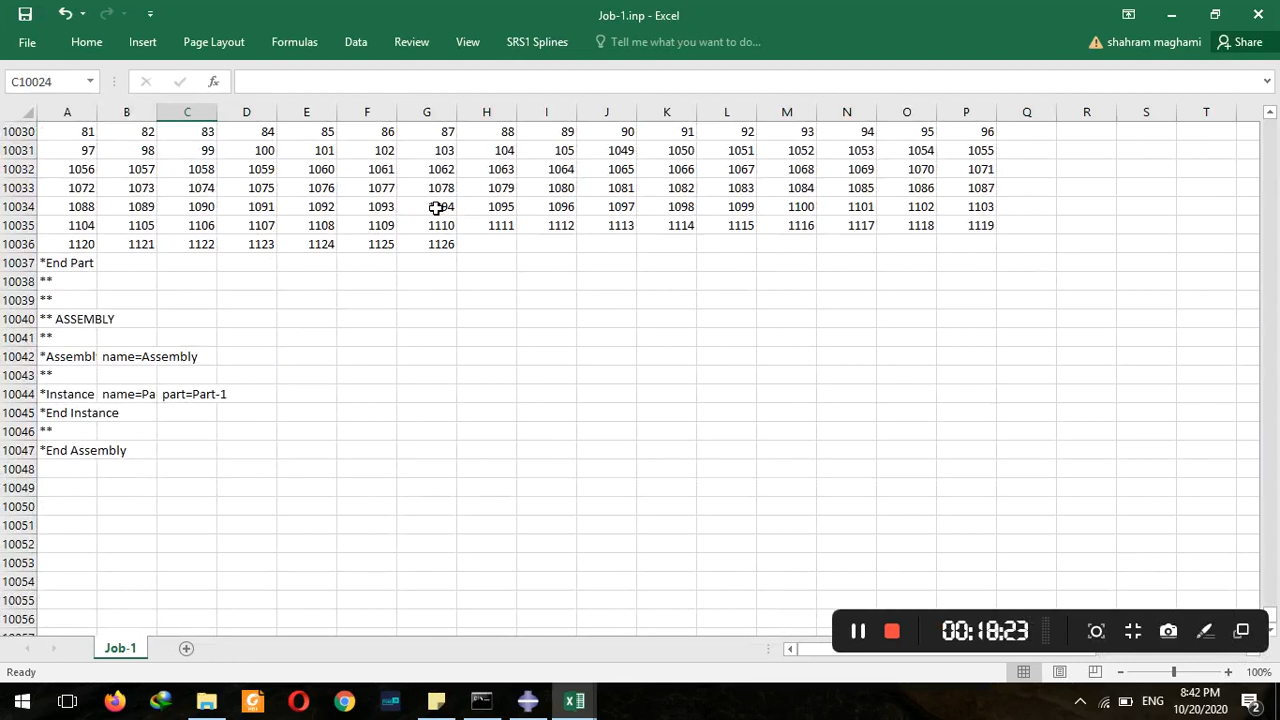 Job-1.inp - Excel
File Home Insert Page Layout Formulas Data Review View SRS1 Splines Tell me what you want to do... shahram maghami Share
C10024
A B C D E F G H I J K L M N O P Q R S T
10030 81 82 83 84 85 86 87 88 89 90 91 92 93 94 95 96
10031 97 98 99 100 101 102 103 104 105 1049 1050 1051 1052 1053 1054 1055
10032 1056 1057 1058 1059 1060 1061 1062 1063 1064 1065 1066 1067 1068 1069 1070 1071
10033 1072 1073 1074 1075 1076 1077 1078 1079 1080 1081 1082 1083 1084 1085 1086 1087
10034 1088 1089 1090 1091 1092 1093 94 1095 1096 1097 1098 1099 1100 1101 1102 1103
10035 1104 1105 1106 1107 1108 1109 1110 1111 1112 1113 1114 1115 1116 1117 1118 1119
10036 1120 1121 1122 1123 1124 1125 1126
10037 *End Part
10038 **
10039 **
10040 ** ASSEMBLY
10041 **
10042 *Assembl name=Assembly
10043 **
10044 *Instance name=Pa part=Part-1
10045 *End Instance
10046 **
10047 *End Assembly
10048
10049
10050
10051
10052
10053
10054
10055
10056
00:18:23
Job-1
Ready 100%
ENG 8:42 PM
10/20/2020 2